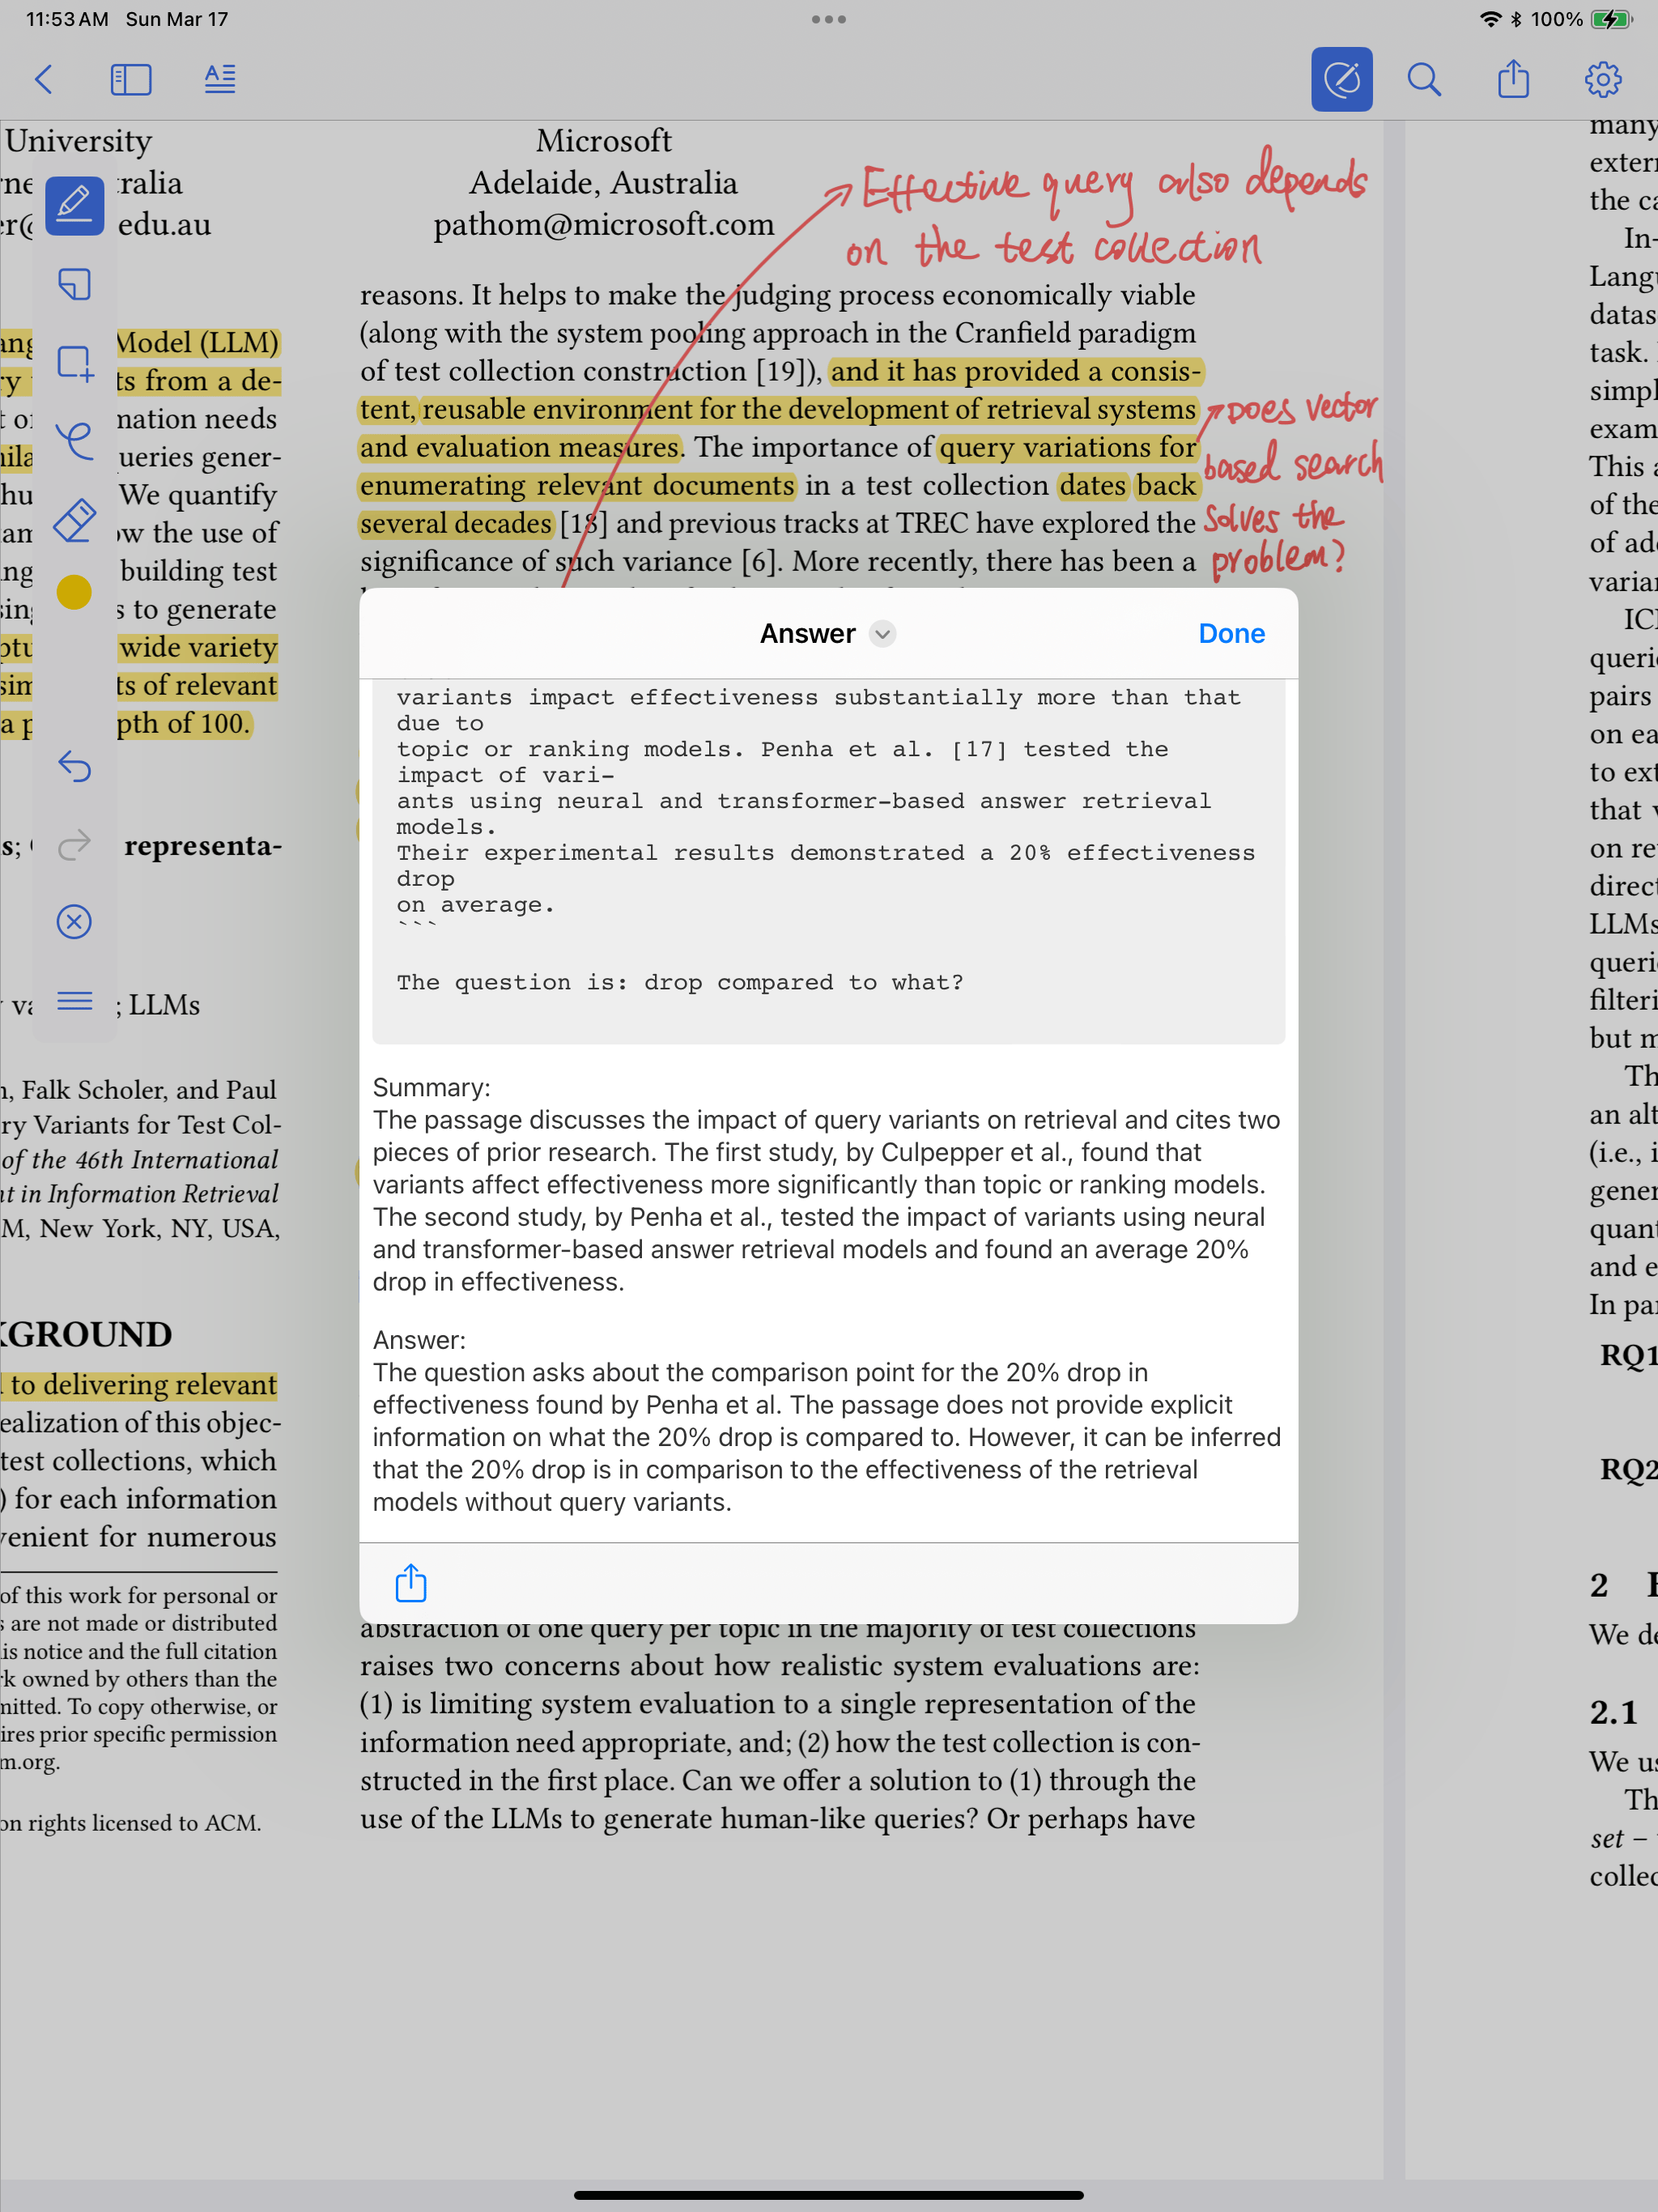 11:53 AM Sun Mar 17
100%
University
Microsoft
Adelaide, Australia
pathom@microsoft.com
tralia
edu.au
Effective query also depends
on the test collection
Model (LLM)
ts from a de-
mation needs
ueries gener-
We quantify
ow the use of
building test
s to generate
wide variety
ts of relevant
pth of 100.
representa-
; LLMs
, Falk Scholer, and Paul
ry Variants for Test Col-
of the 46th International
t in Information Retrieval
M, New York, NY, USA,
KGROUND
to delivering relevant
ealization of this objec-
test collections, which
) for each information
venient for numerous
of this work for personal or
s are not made or distributed
is notice and the full citation
k owned by others than the
mitted. To copy otherwise, or
ires prior specific permission
m.org.
on rights licensed to ACM.
reasons. It helps to make the judging process economically viable
(along with the system pooling approach in the Cranfield paradigm
of test collection construction [19]), and it has provided a consis-
tent, reusable environment for the development of retrieval systems
and evaluation measures. The importance of query variations for
enumerating relevant documents in a test collection dates back
several decades [18] and previous tracks at TREC have explored the
significance of such variance [6]. More recently, there has been a
Does vector
based search
solves the
problem?
Answer
Done
variants impact effectiveness substantially more than that
due to
topic or ranking models. Penha et al. [17] tested the
impact of vari-
ants using neural and transformer-based answer retrieval
models.
Their experimental results demonstrated a 20% effectiveness
drop
on average.
```
The question is: drop compared to what?
Summary:
The passage discusses the impact of query variants on retrieval and cites two
pieces of prior research. The first study, by Culpepper et al., found that
variants affect effectiveness more significantly than topic or ranking models.
The second study, by Penha et al., tested the impact of variants using neural
and transformer-based answer retrieval models and found an average 20%
drop in effectiveness.
Answer:
The question asks about the comparison point for the 20% drop in
effectiveness found by Penha et al. The passage does not provide explicit
information on what the 20% drop is compared to. However, it can be inferred
that the 20% drop is in comparison to the effectiveness of the retrieval
models without query variants.
abstraction of one query per topic in the majority of test collections
raises two concerns about how realistic system evaluations are:
(1) is limiting system evaluation to a single representation of the
information need appropriate, and; (2) how the test collection is con-
structed in the first place. Can we offer a solution to (1) through the
use of the LLMs to generate human-like queries? Or perhaps have
many
extern
the ca
In-
Langu
datas
task.
simpl
exam
This a
of the
of ad
varian
ICI
queri
pairs
on ea
to ext
that v
on re
direct
LLMs
queri
filteri
but m
Th
an alt
(i.e., i
gener
quant
and e
In par
RQ1
RQ2
2
We de
2.1
We us
Th
set –
collec